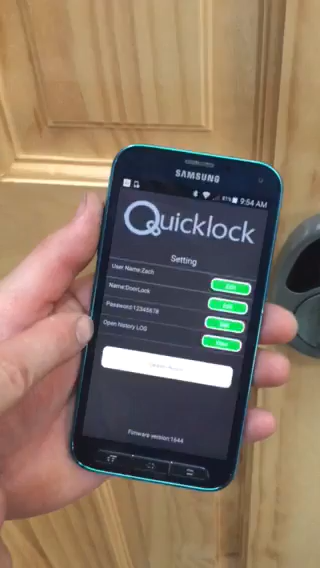 SAMSUNG
81% 9:54 AM
Quicklock
Setting
User Name:Zach
Edit
Name:DoorLock
Edit
Password:12345678
Edit
Open history LOG
View
Firmware version:1644